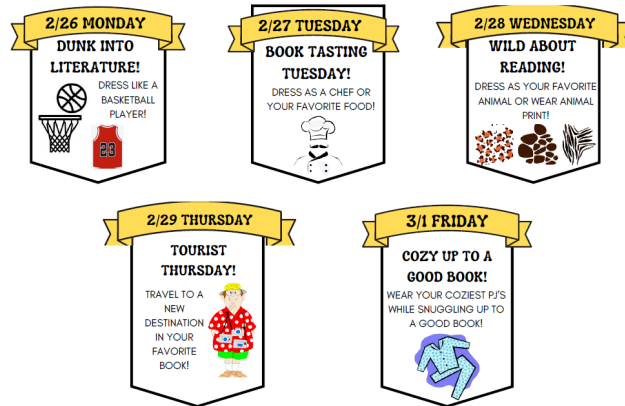 2/26 MONDAY
DUNK INTO
LITERATURE!
DRESS LIKE A
BASKETBALL
PLAYER!
23
2/27 TUESDAY
BOOK TASTING
TUESDAY!
DRESS AS A CHEF OR
YOUR FAVORITE FOOD!
2/28 WEDNESDAY
WILD ABOUT
READING!
DRESS AS YOUR FAVORITE
ANIMAL OR WEAR ANIMAL
PRINT!
2/29 THURSDAY
TOURIST
THURSDAY!
TRAVEL TO A
NEW
DESTINATION
IN YOUR
FAVORITE
BOOK!
3/1 FRIDAY
COZY UP TO A
GOOD BOOK!
WEAR YOUR COZIEST PJ'S
WHILE SNUGGLING UP TO
A GOOD BOOK!